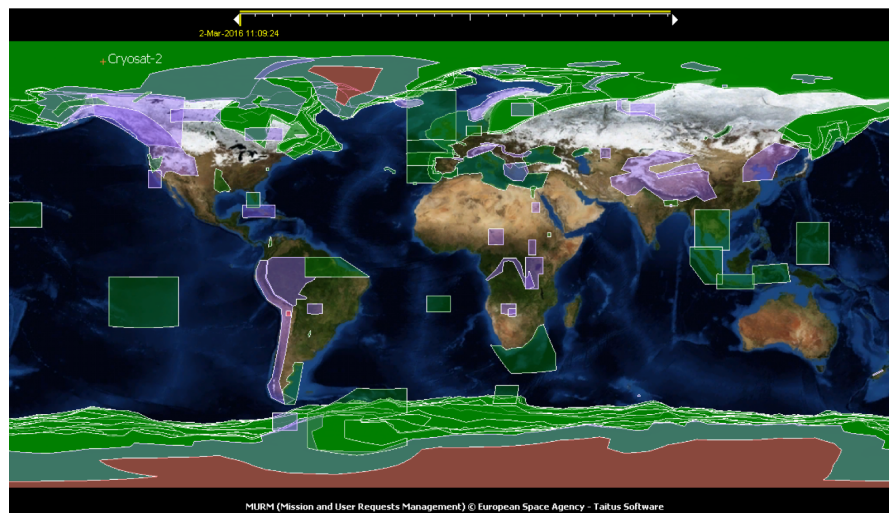 2-Mar-2016 11:09:24
Cryosat-2
MURM (Mission and User Requests Management) © European Space Agency - Taitus Software